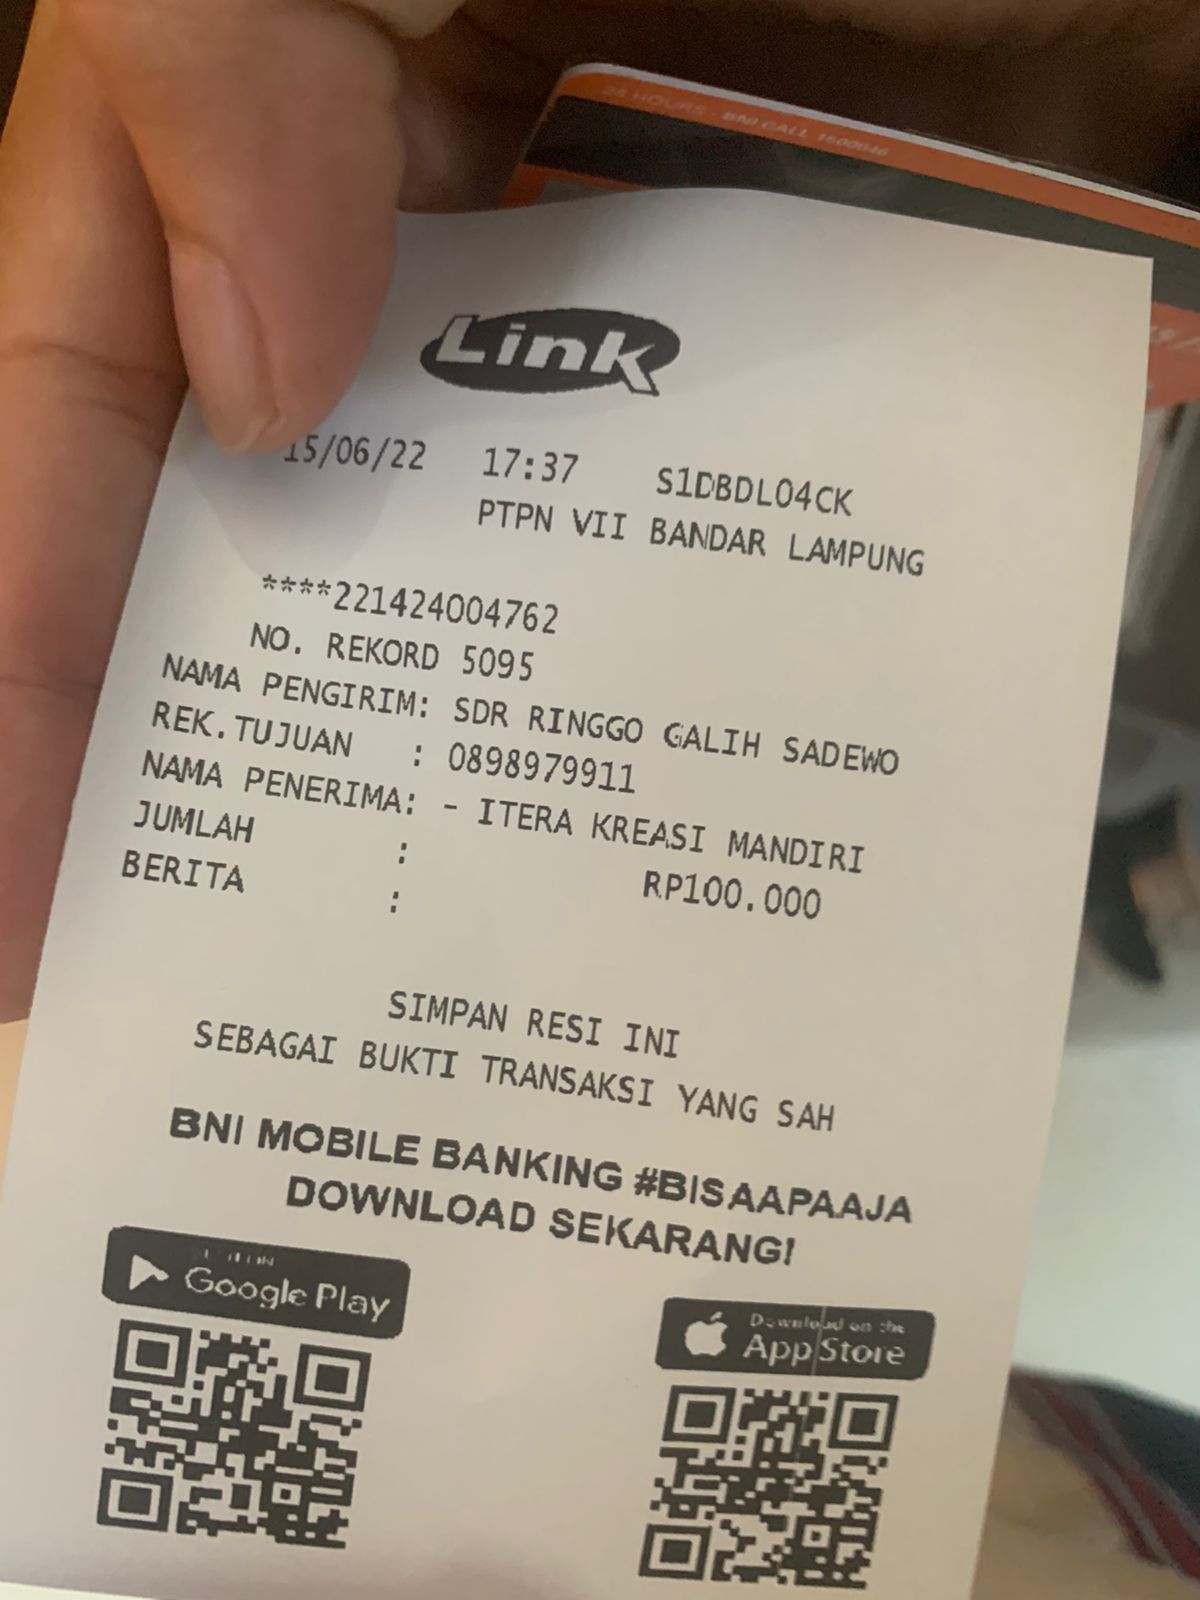 24 HOURS BNI CALL 1500046
Link
15/06/22 17:37 S1DBDL04CK
PTPN VII BANDAR LAMPUNG
****221424004762
NO. REKORD 5095
NAMA PENGIRIM: SDR RINGGO GALIH SADEWO
REK.TUJUAN : 0898979911
NAMA PENERIMA: - ITERA KREASI MANDIRI
JUMLAH : RP100.000
BERITA :
SIMPAN RESI INI
SEBAGAI BUKTI TRANSAKSI YANG SAH
BNI MOBILE BANKING #BISAAPAAJA
DOWNLOAD SEKARANG!
Google Play
Download on the
App Store